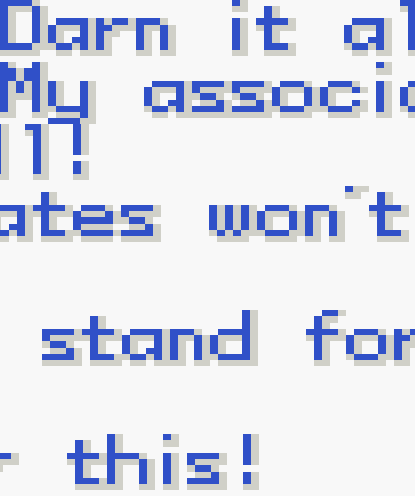 Darn it al
My associ
ll!
ates won't
stand for
this!